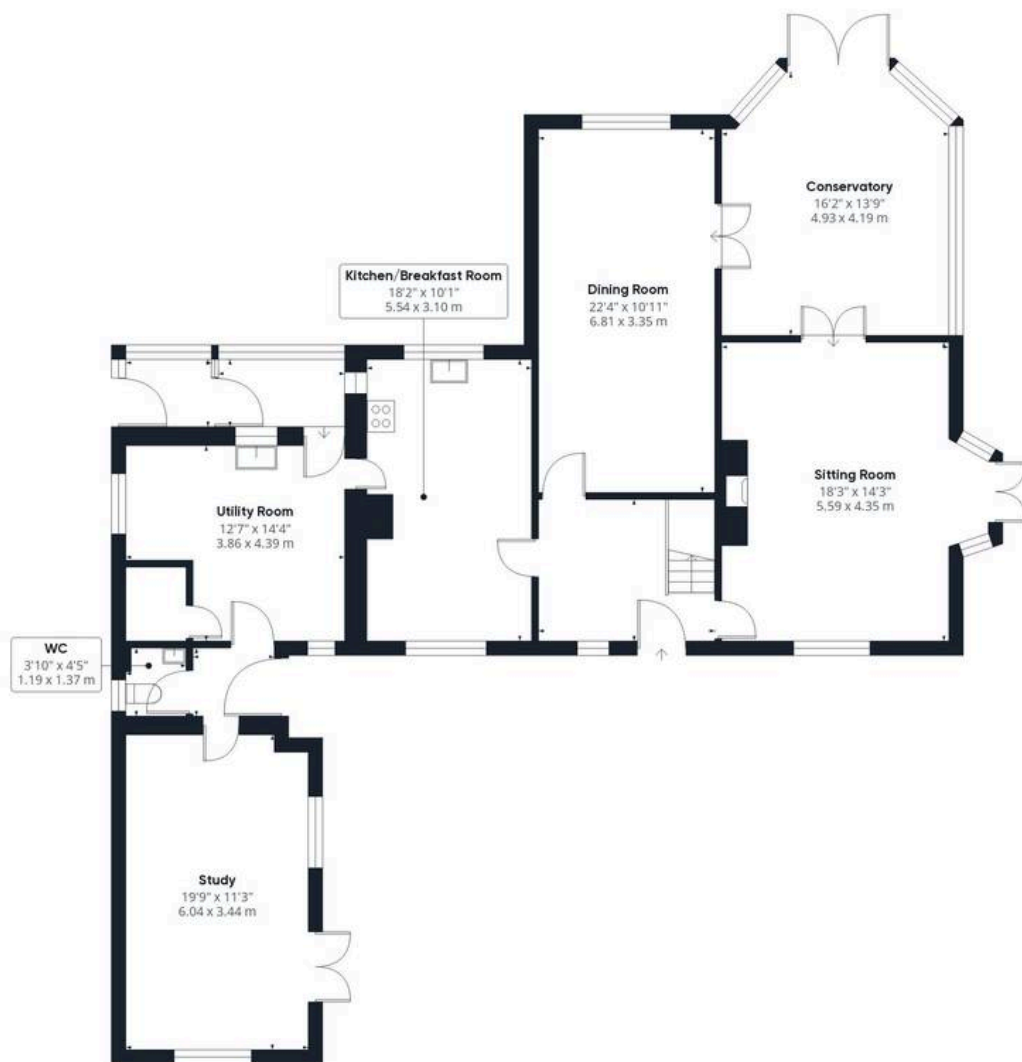 Conservatory
16'2" x 13'9"
4.93 x 4.19 m
Kitchen/Breakfast Room
18'2" x 10'1"
5.54 x 3.10 m
Dining Room
22'4" x 10'11"
6.81 x 3.35 m
Sitting Room
18'3" x 14'3"
5.59 x 4.35 m
Utility Room
12'7" x 14'4"
3.86 x 4.39 m
WC
3'10" x 4'5"
1.19 x 1.37 m
Study
19'9" x 11'3"
6.04 x 3.44 m